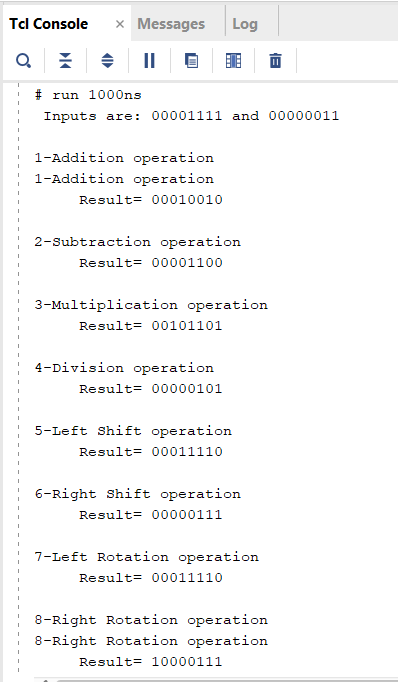 Tcl Console × Messages Log
# run 1000ns
Inputs are: 00001111 and 00000011
1-Addition operation
1-Addition operation
Result= 00010010
2-Subtraction operation
Result= 00001100
3-Multiplication operation
Result= 00101101
4-Division operation
Result= 00000101
5-Left Shift operation
Result= 00011110
6-Right Shift operation
Result= 00000111
7-Left Rotation operation
Result= 00011110
8-Right Rotation operation
8-Right Rotation operation
Result= 10000111